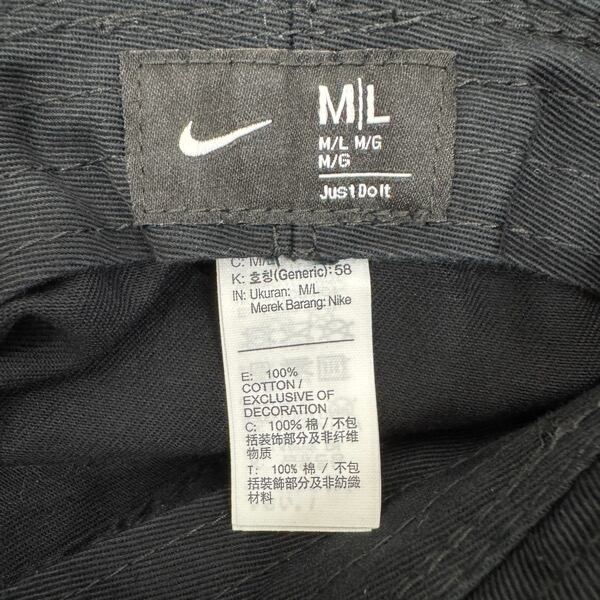 M|L
M/L M/G
M/G
Just Do It
C: M/L
K: 호칭(Generic): 58
IN: Ukuran: M/L
Merek Barang: Nike
E: 100%
COTTON /
EXCLUSIVE OF
DECORATION
C: 100% 棉 / 不包
括装饰部分及非纤维
物质
T: 100% 棉 / 不包
括裝飾部分及非紡織
材料